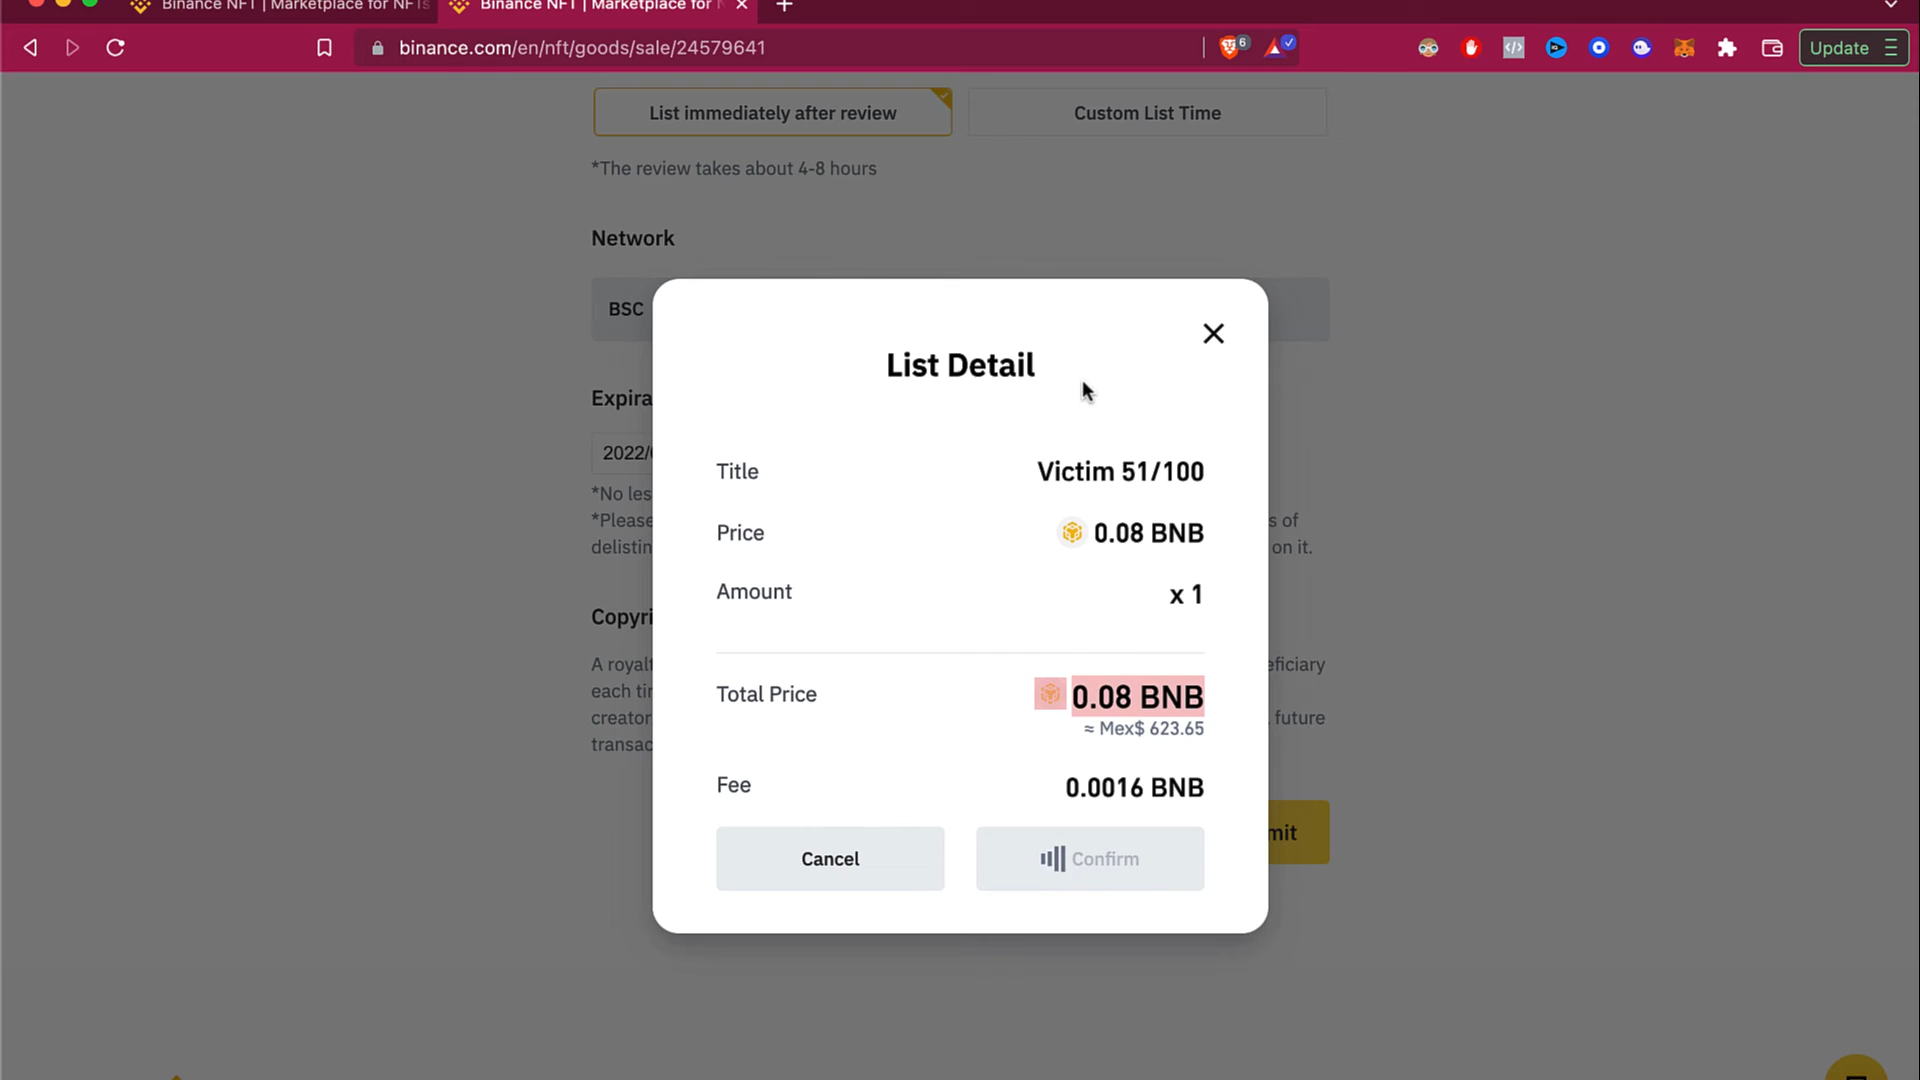 Binance NFT | Marketplace for NFTs
Binance NFT | Marketplace for N
binance.com/en/nft/goods/sale/24579641
6
Update
List immediately after review
Custom List Time
*The review takes about 4-8 hours
Network
BSC
List Detail
Expira
2022/
Title
Victim 51/100
*No les
*Please
s of
delistin
on it.
Price
0.08 BNB
Amount
x 1
Copyri
A royalt
eficiary
each tir
creator
future
transac
Total Price
0.08 BNB
≈ Mex$ 623.65
Fee
0.0016 BNB
mit
Cancel
Confirm